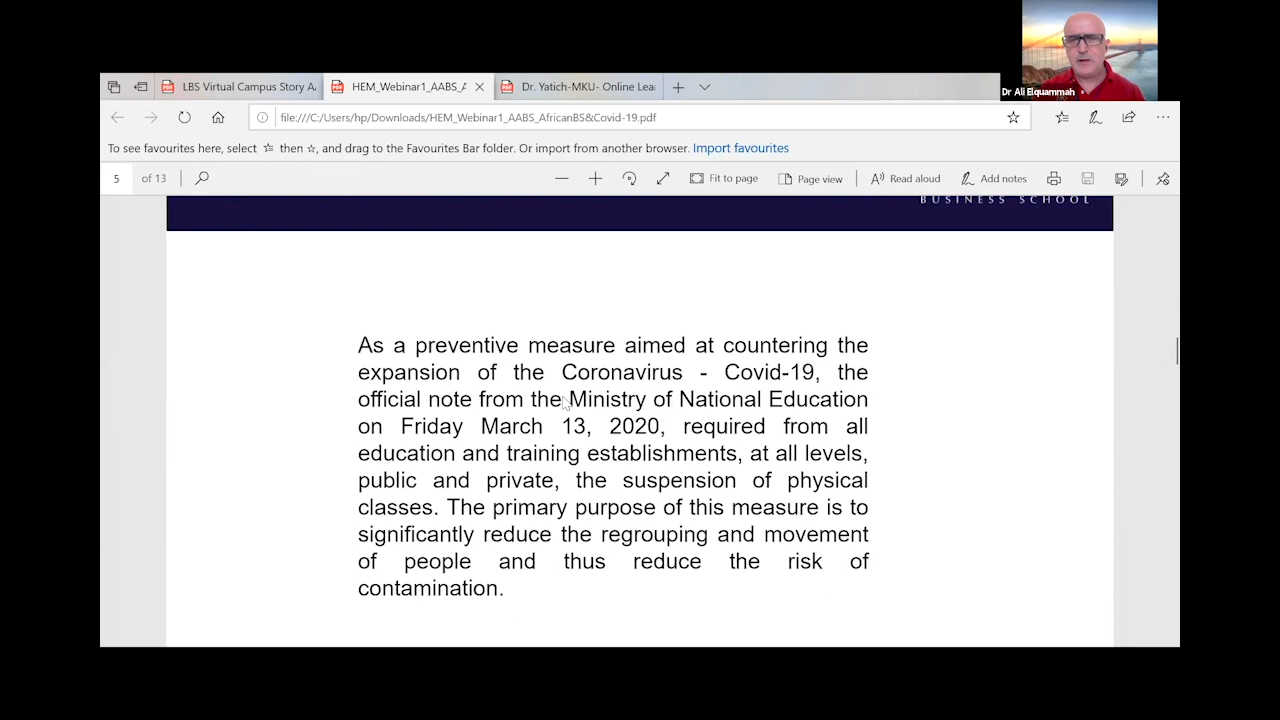 Dr Ali Elquammah
LBS Virtual Campus Story A
HEM_Webinar1_AABS_A
Dr. Yatich-MKU- Online Lea
file:///C:/Users/hp/Downloads/HEM_Webinar1_AABS_AfricanBS&Covid-19.pdf
To see favourites here, select then , and drag to the Favourites Bar folder. Or import from another browser. Import favourites
5 of 13 Fit to page Page view Read aloud Add notes
BUSINESS SCHOOL
As a preventive measure aimed at countering the
expansion of the Coronavirus - Covid-19, the
official note from the Ministry of National Education
on Friday March 13, 2020, required from all
education and training establishments, at all levels,
public and private, the suspension of physical
classes. The primary purpose of this measure is to
significantly reduce the regrouping and movement
of people and thus reduce the risk of
contamination.